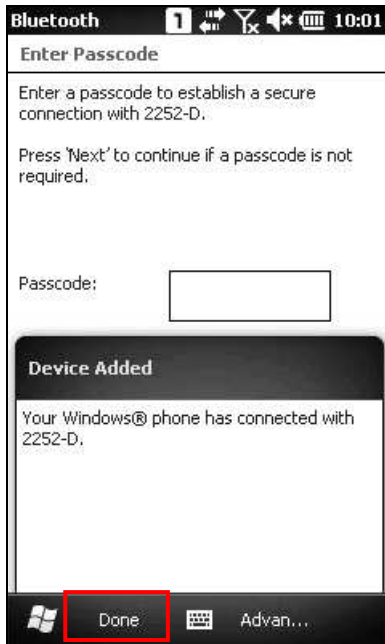 Bluetooth 1 10:01
Enter Passcode
Enter a passcode to establish a secure
connection with 2252-D.
Press 'Next' to continue if a passcode is not
required.
Passcode:
Device Added
Your Windows® phone has connected with
2252-D.
Done Advan...